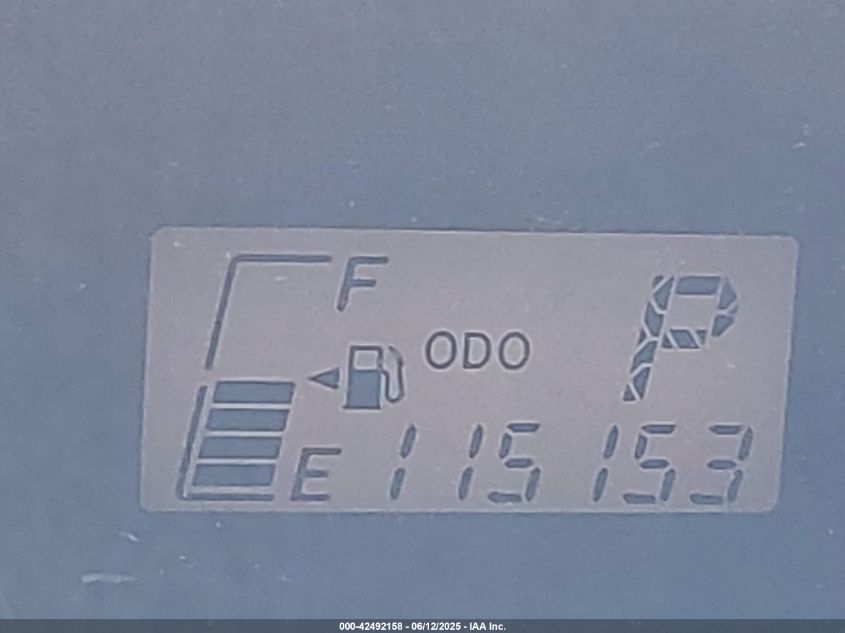 F
ODO P
E 115153
000-42492158 - 06/12/2025 - IAA Inc.